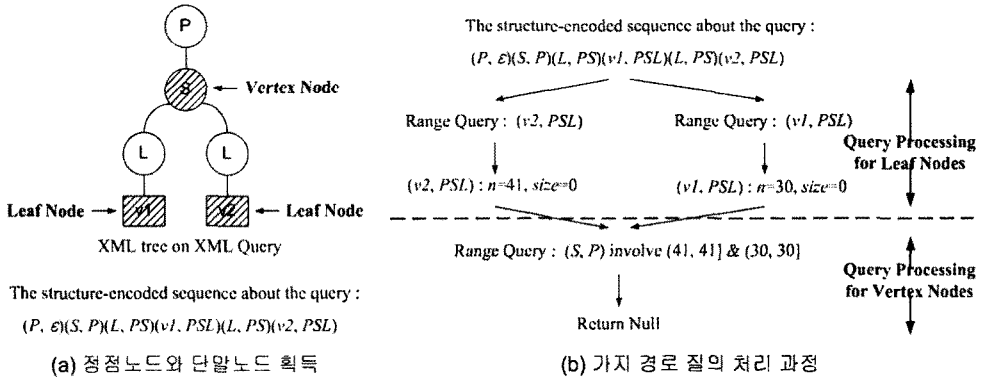 P
S
Vertex Node
L
L
Leaf Node
v1
v2
Leaf Node
XML tree on XML Query
The structure-encoded sequence about the query :
(P, ε)(S, P)(L, PS)(v1, PSL)(L, PS)(v2, PSL)
(a) 정점노드와 단말노드 획득
The structure-encoded sequence about the query :
(P, ε)(S, P)(L, PS)(v1, PSL)(L, PS)(v2, PSL)
Range Query : (v2, PSL)
Range Query : (v1, PSL)
(v2, PSL) : n=41, size=0
(v1, PSL) : n=30, size=0
Query Processing
for Leaf Nodes
Range Query : (S, P) involve (41, 41] & (30, 30]
Return Null
Query Processing
for Vertex Nodes
(b) 가지 경로 질의 처리 과정